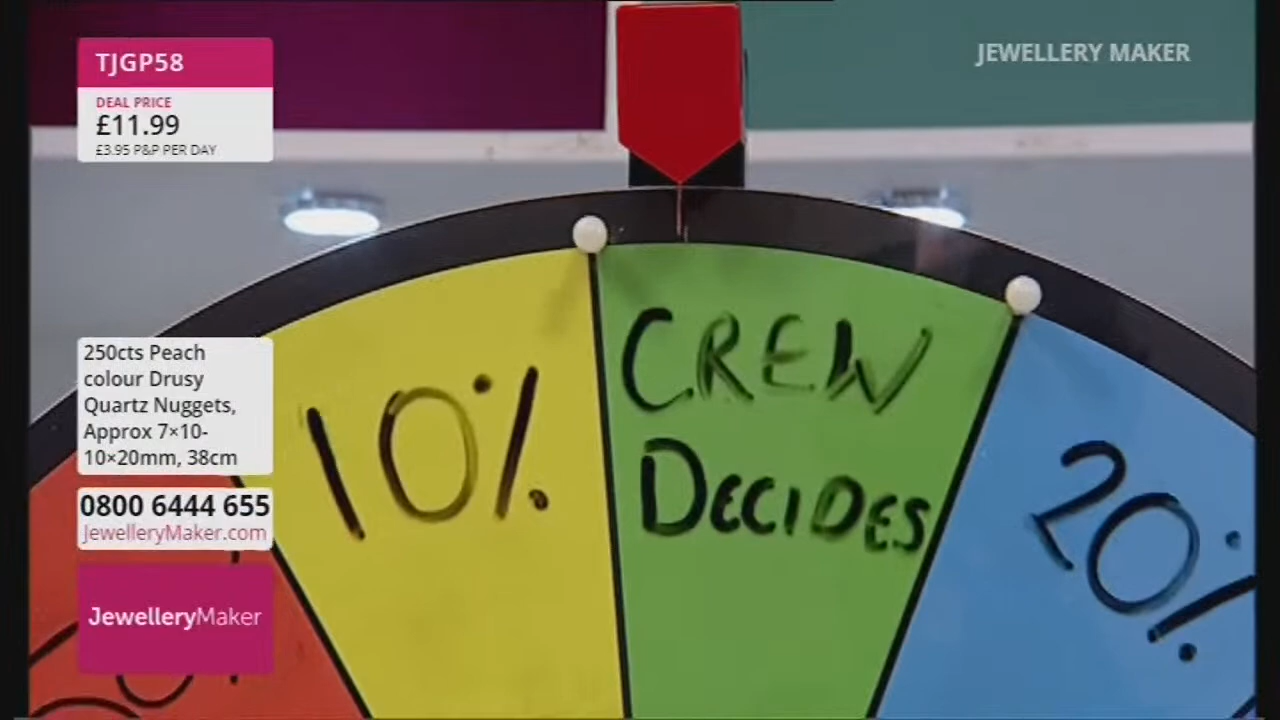 TJGP58
DEAL PRICE
£11.99
£3.95 P&P PER DAY
JEWELLERY MAKER
250cts Peach
colour Drusy
Quartz Nuggets,
Approx 7×10-
10×20mm, 38cm
0800 6444 655
JewelleryMaker.com
JewelleryMaker
10%
CREW
DECIDES
20%